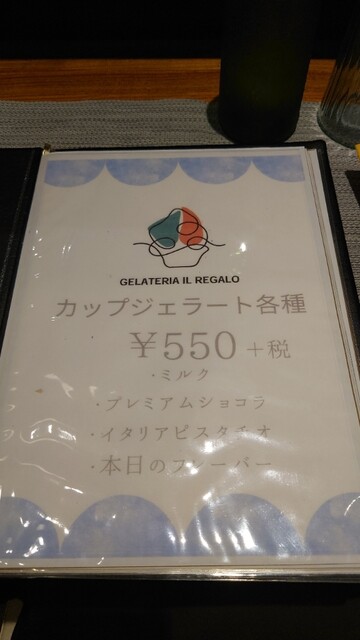 GELATERIA IL REGALO
カップジェラート各種
¥550 +税
・ミルク
・プレミアムショコラ
・イタリアピスタチオ
・本日のフレーバー